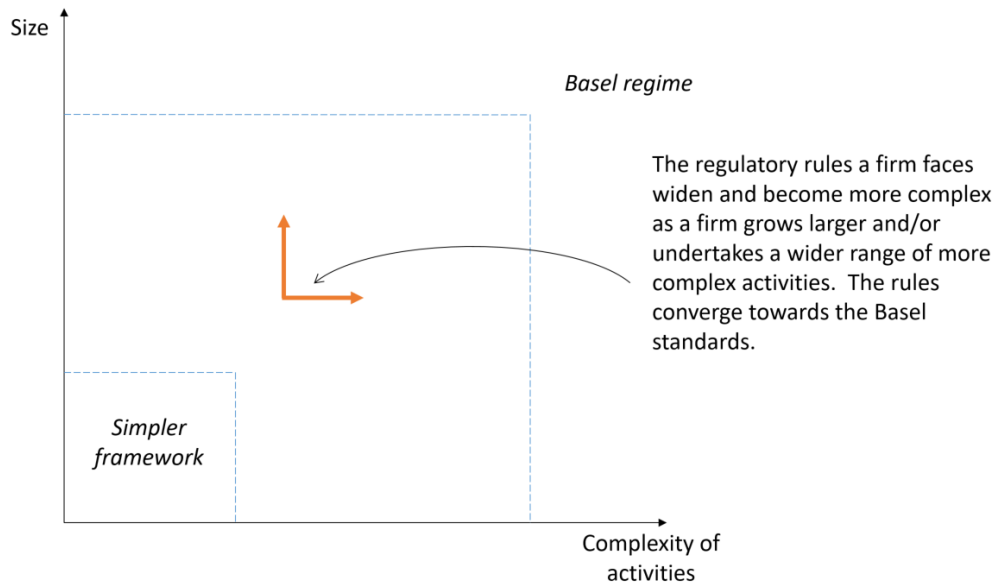 Size
Basel regime
The regulatory rules a firm faces
widen and become more complex
as a firm grows larger and/or
undertakes a wider range of more
complex activities.  The rules
converge towards the Basel
standards.
Simpler
framework
Complexity of
activities